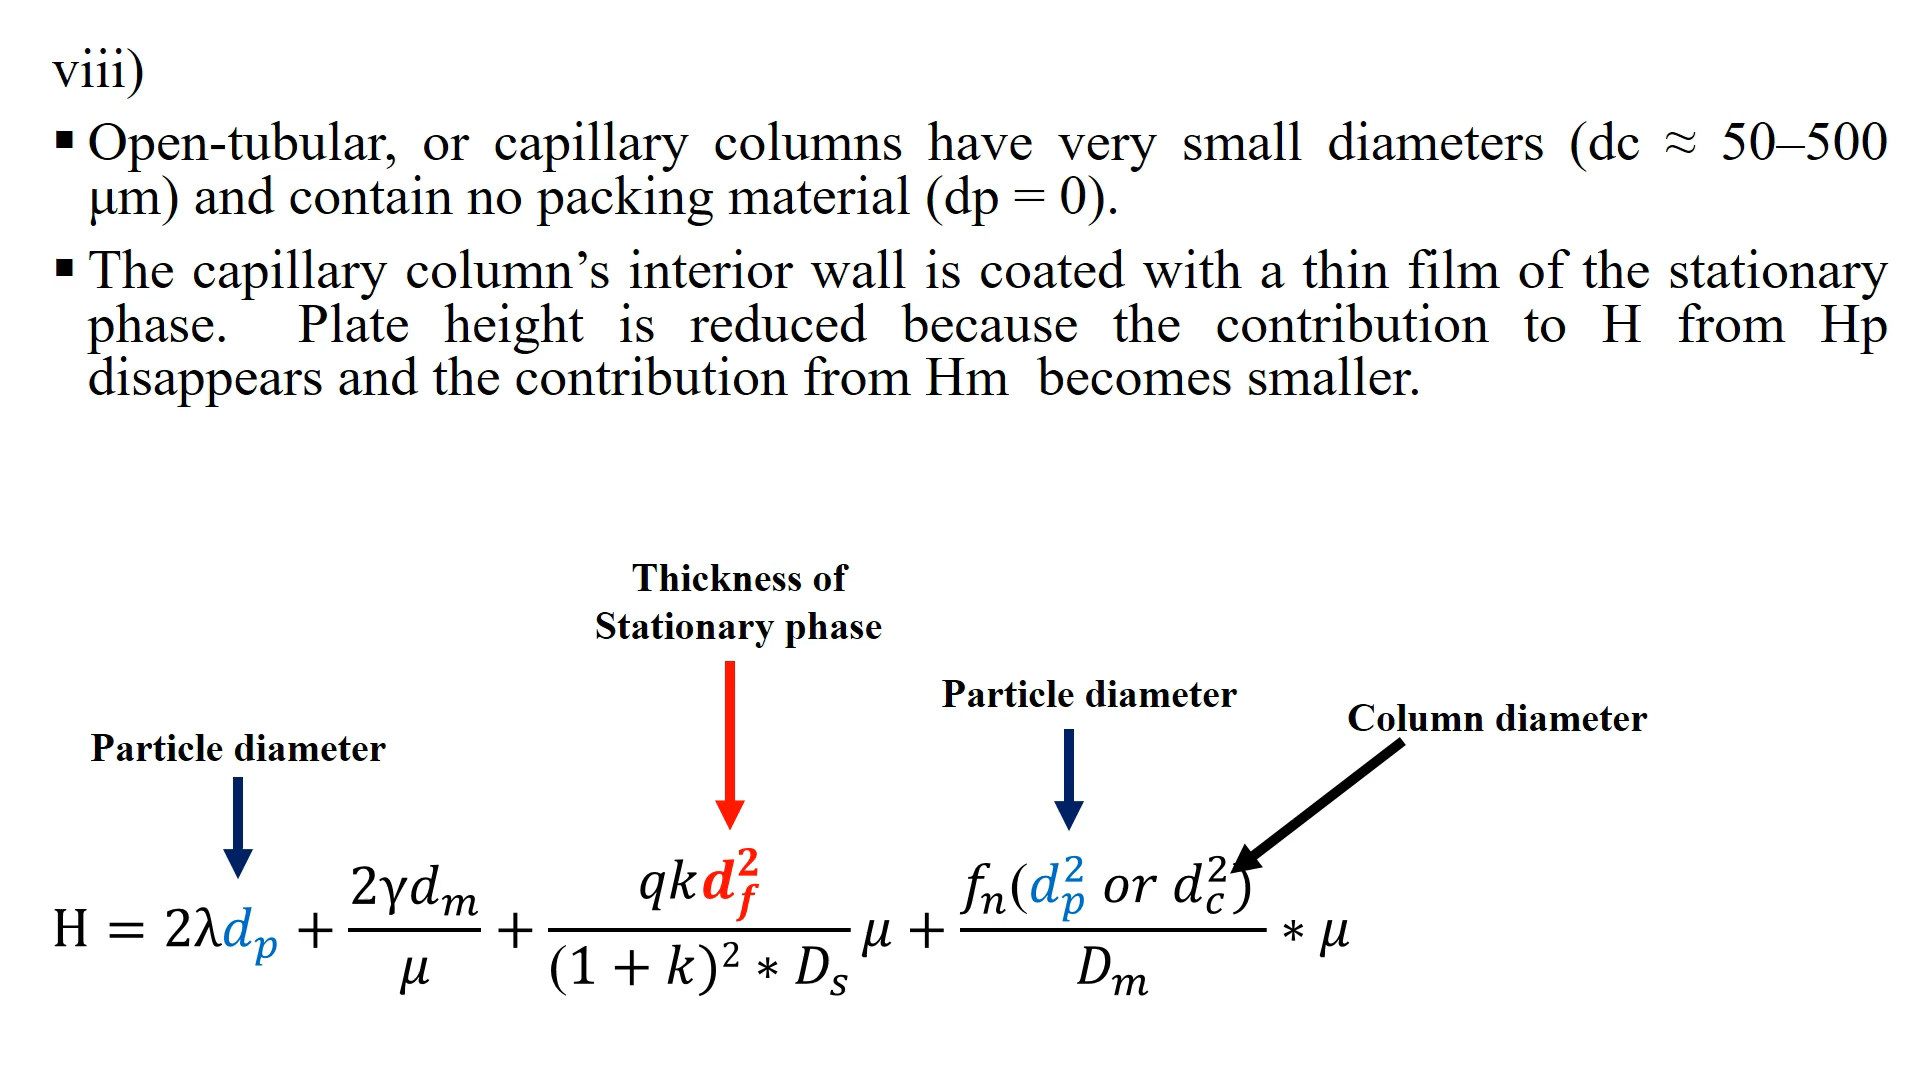 viii)
▪ Open-tubular, or capillary columns have very small diameters (dc ≈ 50–500
μm) and contain no packing material (dp = 0).
▪ The capillary column’s interior wall is coated with a thin film of the stationary
phase. Plate height is reduced because the contribution to H from Hp
disappears and the contribution from Hm becomes smaller.
Thickness of
Stationary phase
Particle diameter
Column diameter
Particle diameter
H = 2λd_p + \frac{2γd_m}{μ} + \frac{qkd_f^2}{(1 + k)^2 * D_s} μ + \frac{f_n(d_p^2 or d_c^2)}{D_m} * μ